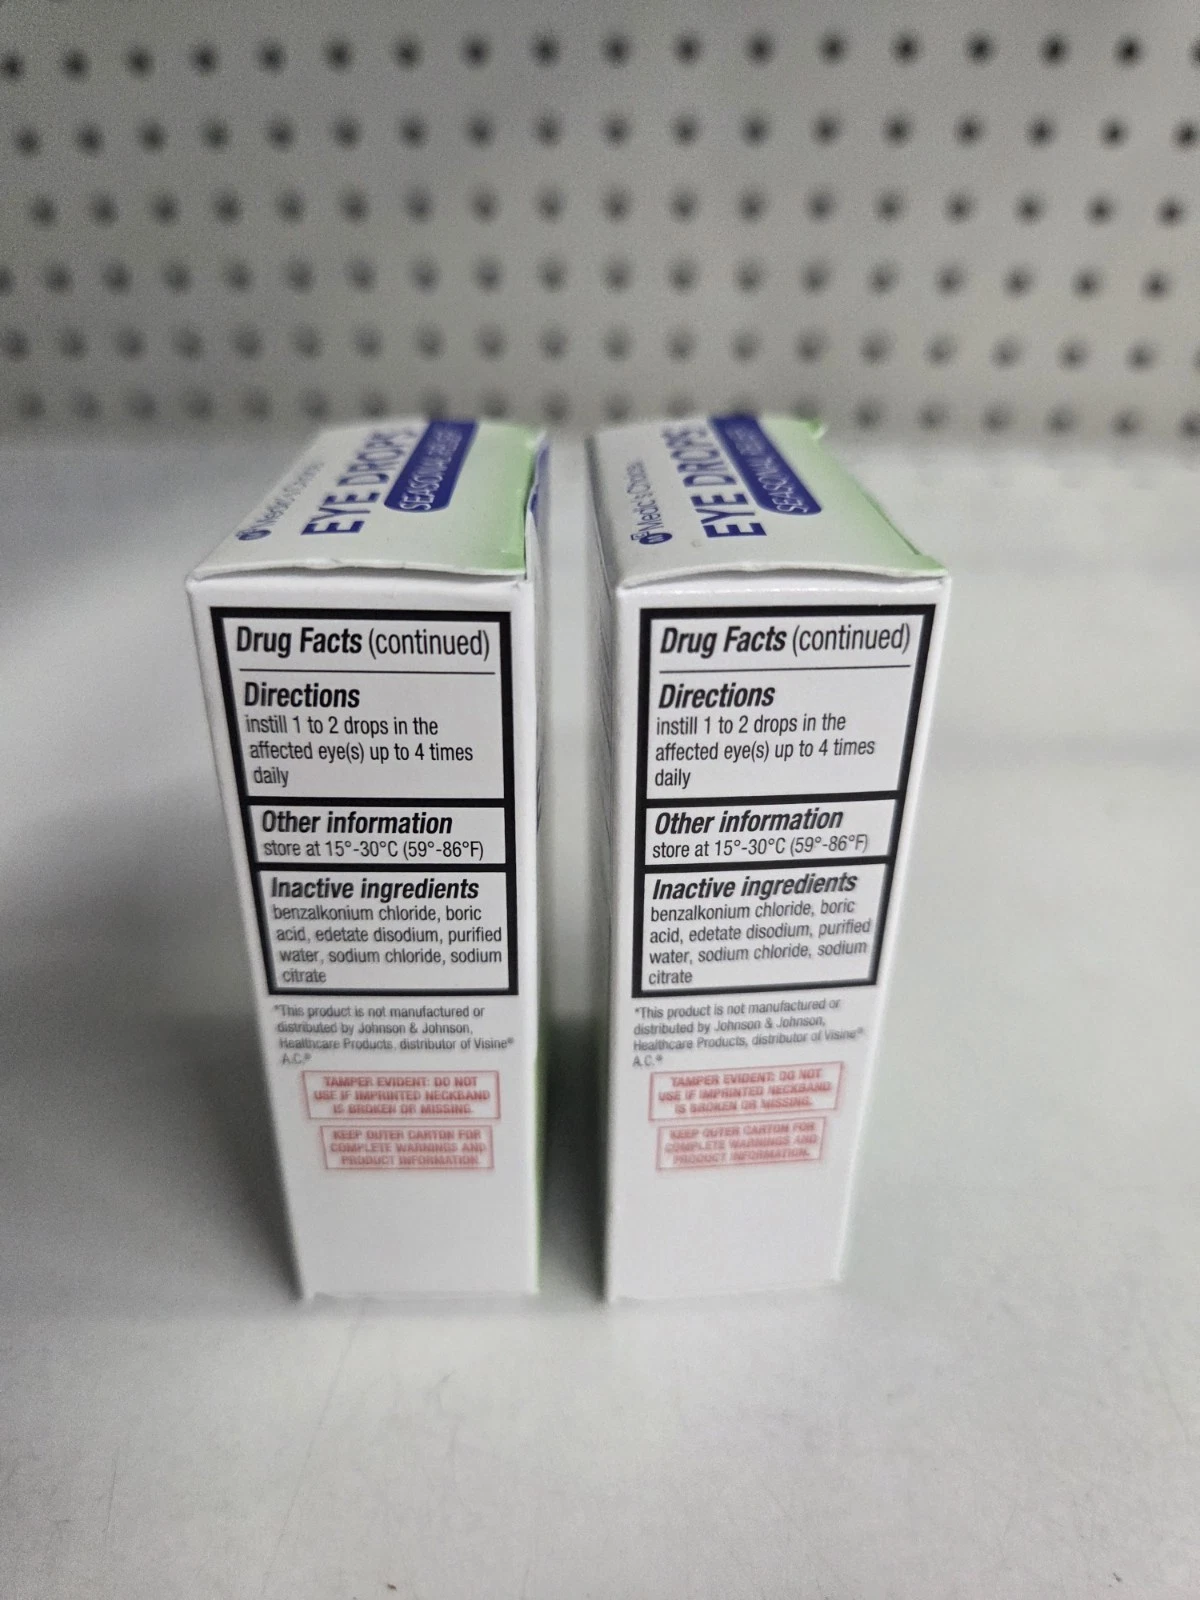 Medic's Choice
EYE DROPS
SEASONAL RELIEF
Drug Facts (continued)
Directions
instill 1 to 2 drops in the
affected eye(s) up to 4 times
daily
Other information
store at 15°-30°C (59°-86°F)
Inactive ingredients
benzalkonium chloride, boric
acid, edetate disodium, purified
water, sodium chloride, sodium
citrate
*This product is not manufactured or
distributed by Johnson & Johnson,
Healthcare Products, distributor of Visine®
A.C.®
TAMPER EVIDENT: DO NOT
USE IF IMPRINTED NECKBAND
IS BROKEN OR MISSING.
KEEP OUTER CARTON FOR
COMPLETE WARNINGS AND
PRODUCT INFORMATION.
Medic's Choice
EYE DROPS
SEASONAL RELIEF
Drug Facts (continued)
Directions
instill 1 to 2 drops in the
affected eye(s) up to 4 times
daily
Other information
store at 15°-30°C (59°-86°F)
Inactive ingredients
benzalkonium chloride, boric
acid, edetate disodium, purified
water, sodium chloride, sodium
citrate
*This product is not manufactured or
distributed by Johnson & Johnson,
Healthcare Products, distributor of Visine®
A.C.®
TAMPER EVIDENT: DO NOT
USE IF IMPRINTED NECKBAND
IS BROKEN OR MISSING.
KEEP OUTER CARTON FOR
COMPLETE WARNINGS AND
PRODUCT INFORMATION.